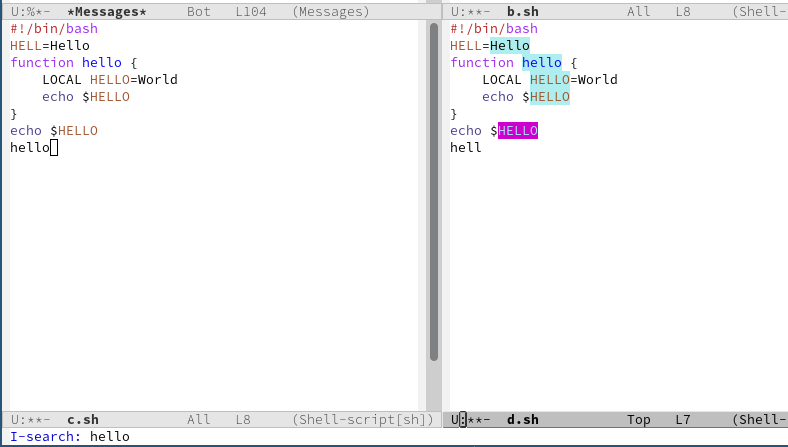 U:%*-  *Messages*     Bot   L104   (Messages)
#!/bin/bash
HELL=Hello
function hello {
    LOCAL HELLO=World
    echo $HELLO
}
echo $HELLO
hello
U:**-  c.sh           All   L8     (Shell-script[sh])
U:**-  b.sh           All   L8     (Shell-
#!/bin/bash
HELL=Hello
function hello {
    LOCAL HELLO=World
    echo $HELLO
}
echo $HELLO
hell
U:**-  d.sh           Top   L7     (Shell-
I-search: hello